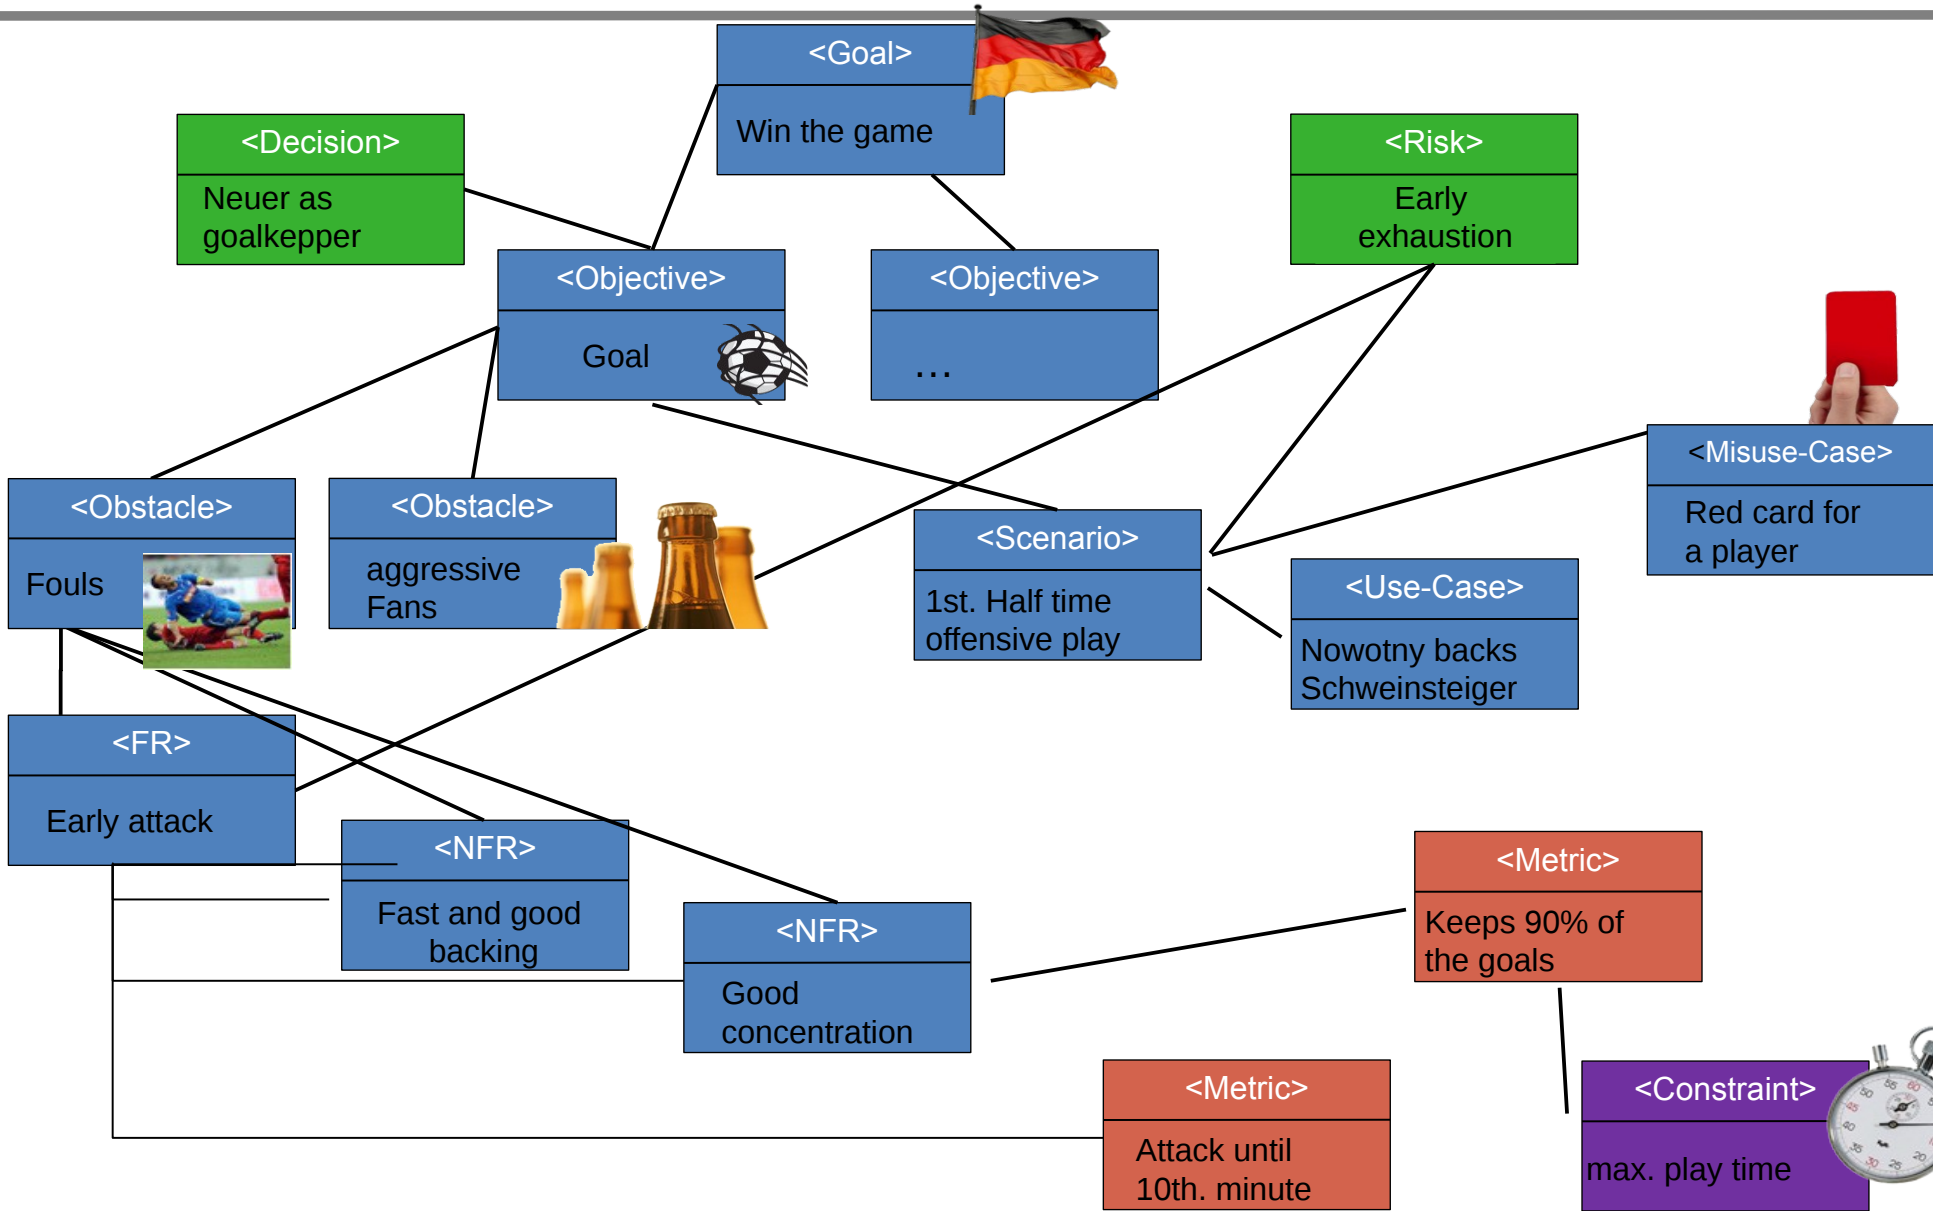 <Goal>
Win the game
<Decision>
Neuer as
goalkepper
<Risk>
Early
exhaustion
<Objective>
Goal
<Objective>
...
<Misuse-Case>
Red card for
a player
<Obstacle>
Fouls
<Obstacle>
aggressive
Fans
<Scenario>
1st. Half time
offensive play
<Use-Case>
Nowotny backs
Schweinsteiger
<FR>
Early attack
<NFR>
Fast and good
backing
<NFR>
Good
concentration
<Metric>
Keeps 90% of
the goals
<Metric>
Attack until
10th. minute
<Constraint>
max. play time